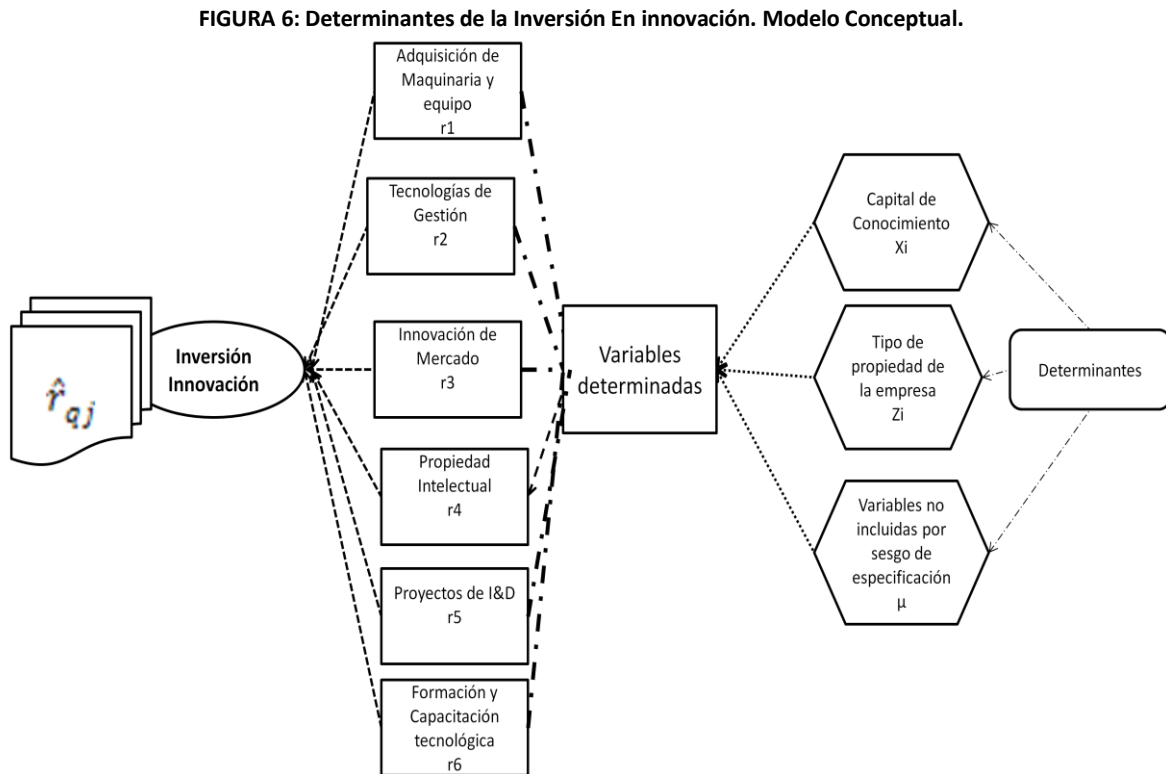 FIGURA 6: Determinantes de la Inversión En innovación. Modelo Conceptual.
Adquisición de
Maquinaria y
equipo
r1
Tecnologías de
Gestión
r2
Innovación de
Mercado
r3
Propiedad
Intelectual
r4
Proyectos de I&D
r5
Formación y
Capacitación
tecnológica
r6
r̂ qj
Inversión
Innovación
Variables
determinadas
Capital de
Conocimiento
Xi
Tipo de
propiedad de
la empresa
Zi
Variables no
incluidas por
sesgo de
especificación
μ
Determinantes